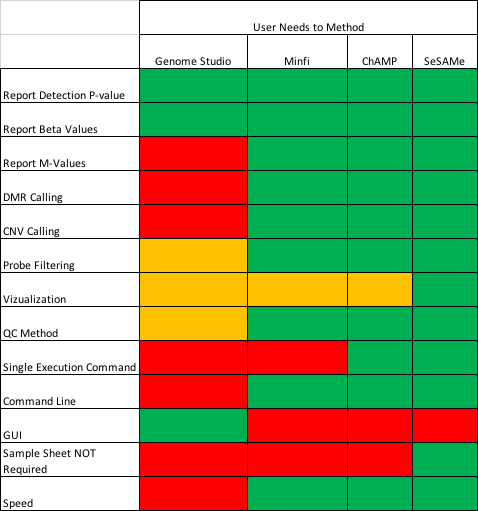 User Needs to Method
Genome Studio Minfi ChAMP SeSAMe
Report Detection P-value
Report Beta Values
Report M-Values
DMR Calling
CNV Calling
Probe Filtering
Vizualization
QC Method
Single Execution Command
Command Line
GUI
Sample Sheet NOT
Required
Speed